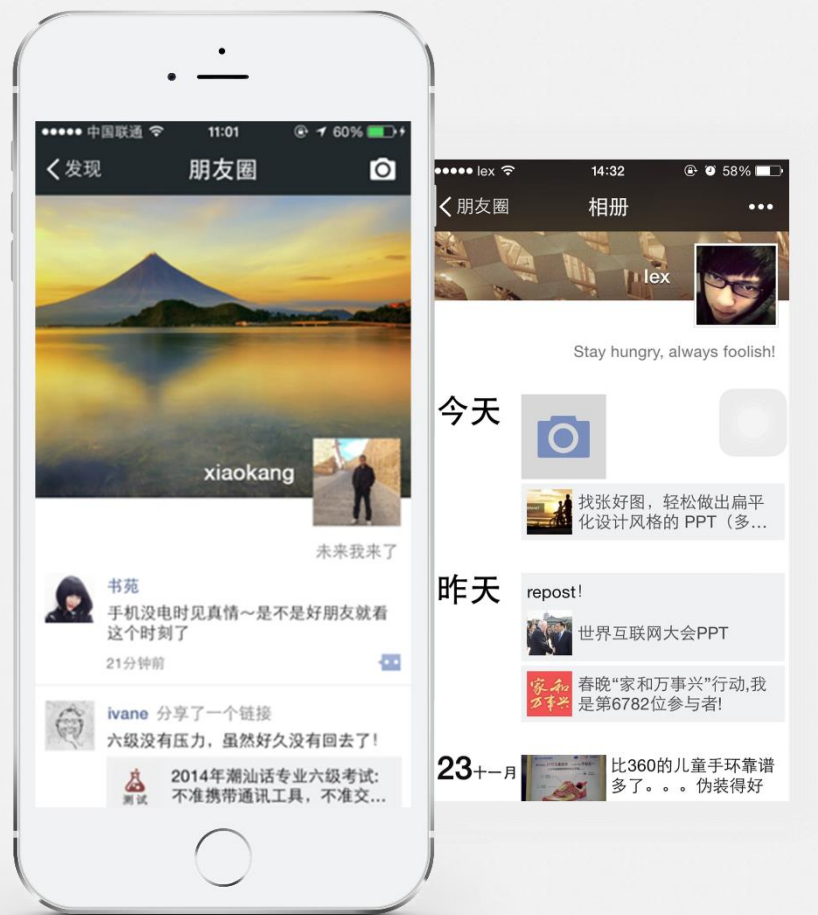 中国联通
11:01
60%
发现
朋友圈
xiaokang
未来我来了
书苑
手机没电时见真情～是不是好朋友就看
这个时刻了
21分钟前
ivane 分享了一个链接
六级没有压力，虽然好久没有回去了！
测试
2014年潮汕话专业六级考试:
不准携带通讯工具，不准交…
lex
14:32
58%
朋友圈
相册
lex
Stay hungry, always foolish!
今天
找张好图，轻松做出扁平
化设计风格的 PPT（多…
昨天
repost！
世界互联网大会PPT
家和
万事兴
春晚“家和万事兴”行动,我
是第6782位参与者!
23十一月
比360的儿童手环靠谱
多了。。。伪装得好